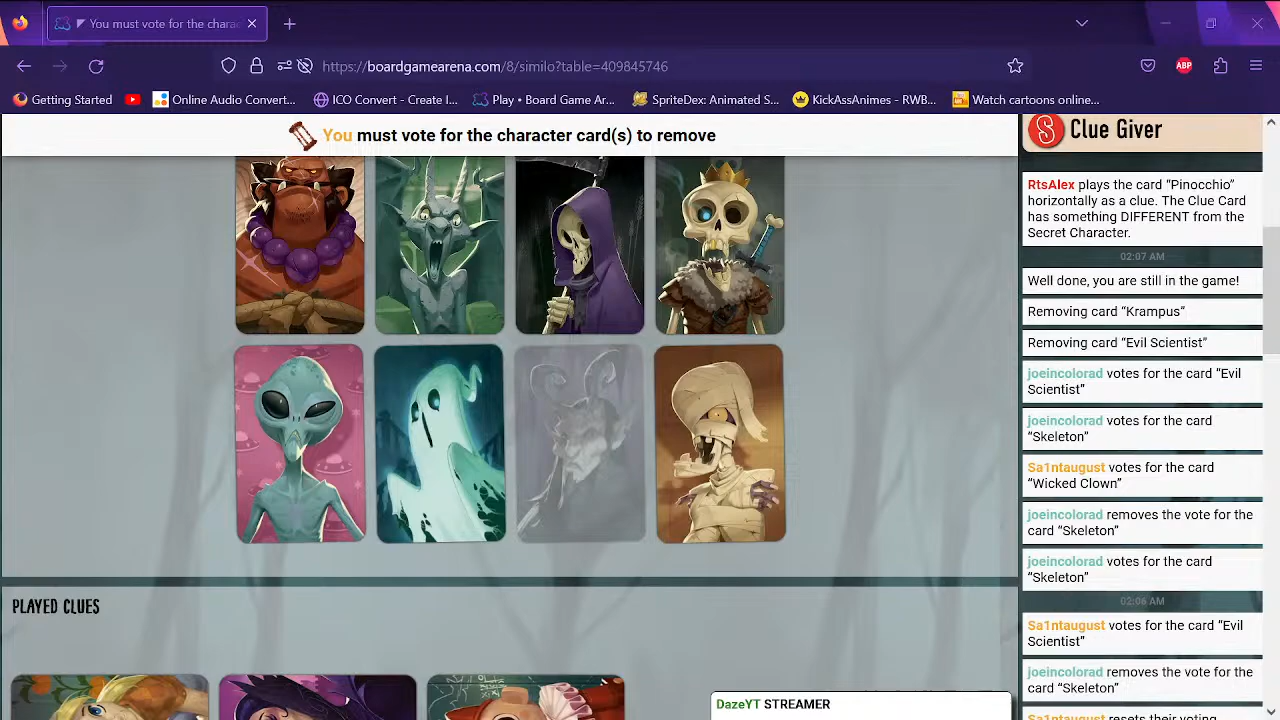 You must vote for the chara
https://boardgamearena.com/8/similo?table=409845746
ABP
Getting Started
Online Audio Convert...
ICO Convert - Create I...
Play • Board Game Ar...
SpriteDex: Animated S...
KickAssAnimes - RWB...
Watch cartoons online...
You must vote for the character card(s) to remove
S Clue Giver
RtsAlex plays the card “Pinocchio”
horizontally as a clue. The Clue Card
has something DIFFERENT from the
Secret Character.
02:07 AM
Well done, you are still in the game!
Removing card “Krampus”
Removing card “Evil Scientist”
joeincolorad votes for the card “Evil
Scientist”
joeincolorad votes for the card
“Skeleton”
Sa1ntaugust votes for the card
“Wicked Clown”
joeincolorad removes the vote for the
card “Skeleton”
joeincolorad votes for the card
“Skeleton”
02:06 AM
Sa1ntaugust votes for the card “Evil
Scientist”
joeincolorad removes the vote for the
card “Skeleton”
Sa1ntaugust resets their voting
PLAYED CLUES
DazeYT STREAMER